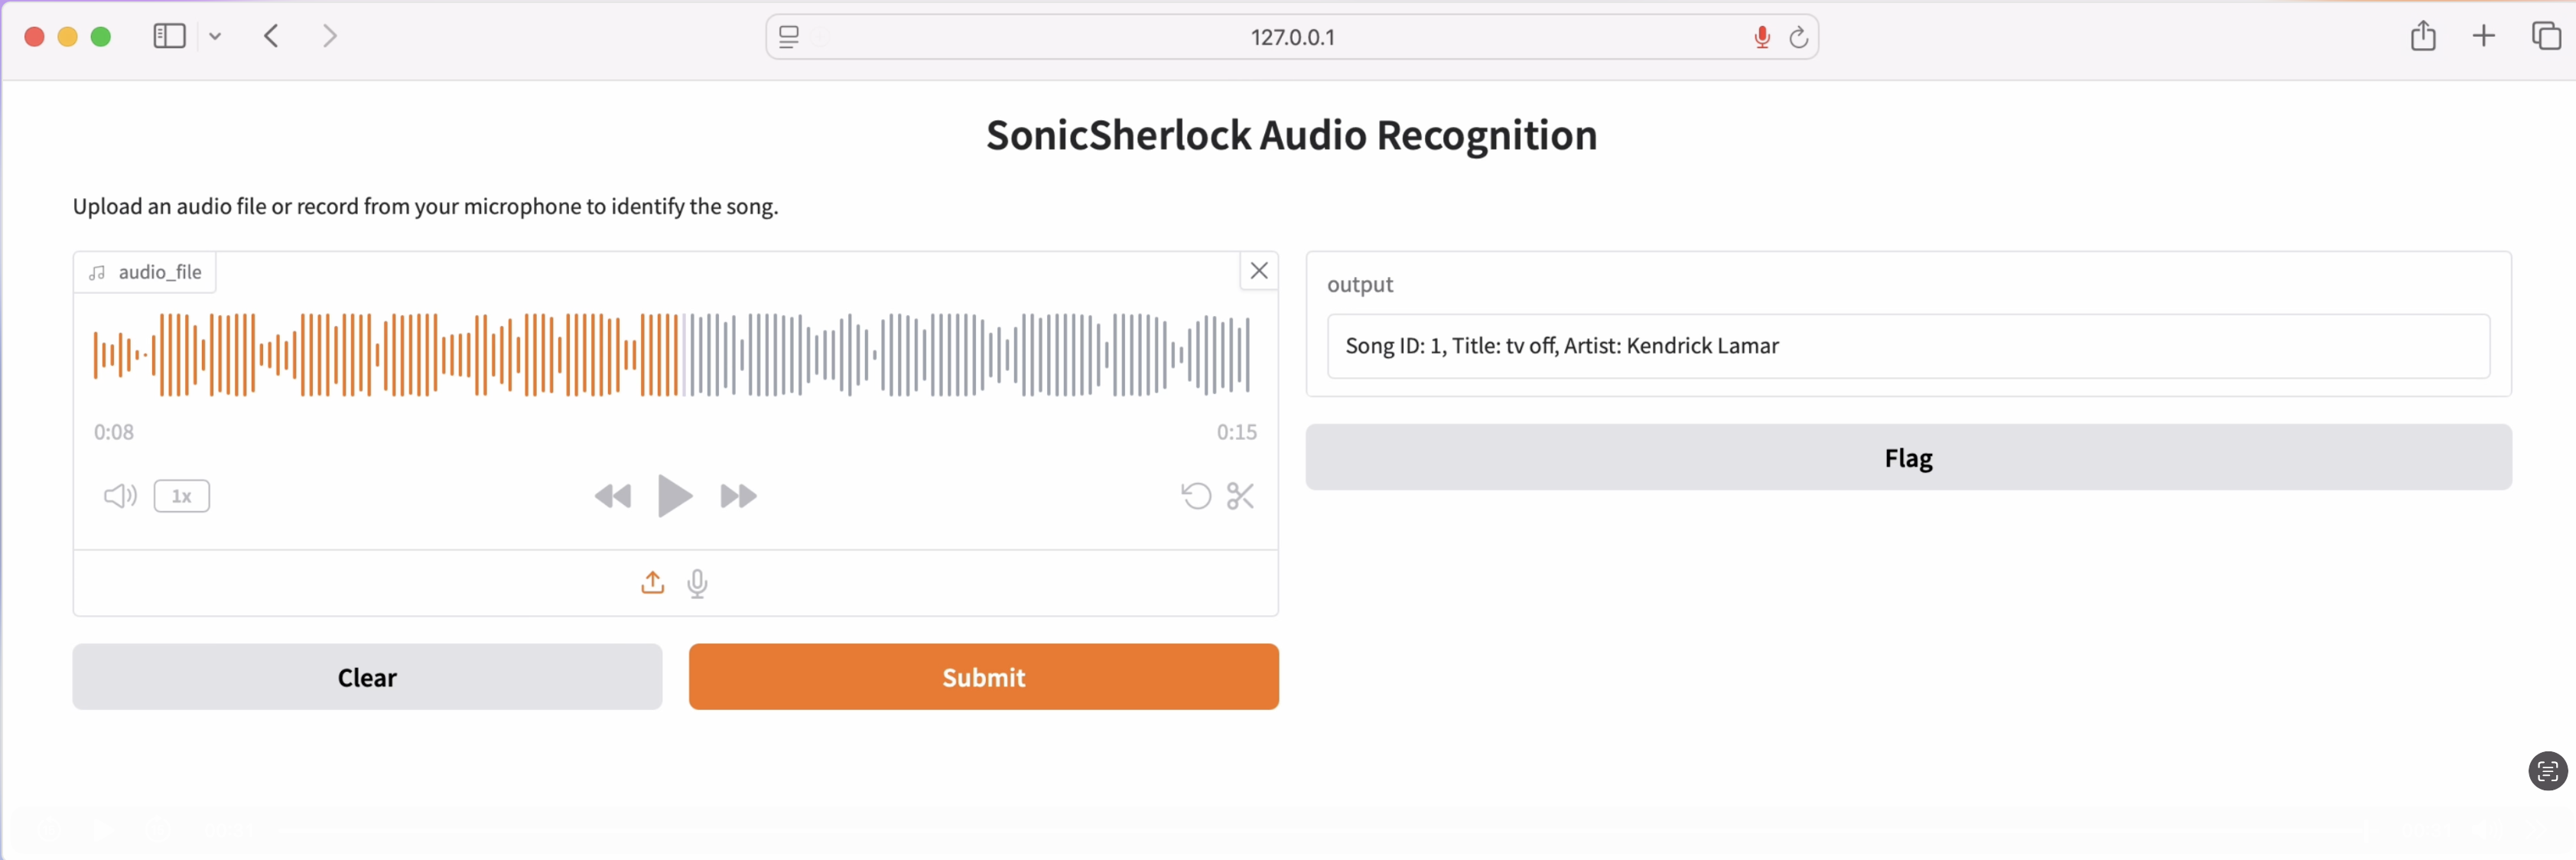 127.0.0.1
SonicSherlock Audio Recognition
Upload an audio file or record from your microphone to identify the song.
audio_file
0:08
0:15
1x
Clear
Submit
output
Song ID: 1, Title: tv off, Artist: Kendrick Lamar
Flag